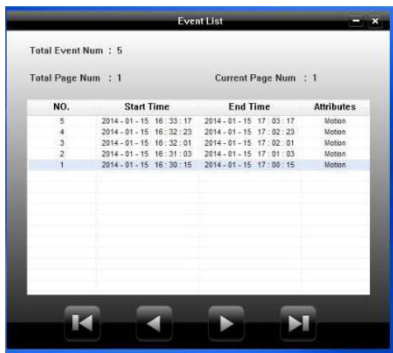 Event List
Total Event Num : 5
Total Page Num : 1 Current Page Num : 1
NO. Start Time End Time Attributes
5 2014 - 01 - 15 16 : 33 : 17 2014 - 01 - 15 17 : 03 : 17 Motion
4 2014 - 01 - 15 16 : 32 : 23 2014 - 01 - 15 17 : 02 : 23 Motion
3 2014 - 01 - 15 16 : 32 : 01 2014 - 01 - 15 17 : 02 : 01 Motion
2 2014 - 01 - 15 16 : 31 : 03 2014 - 01 - 15 17 : 01 : 03 Motion
1 2014 - 01 - 15 16 : 30 : 15 2014 - 01 - 15 17 : 00 : 15 Motion